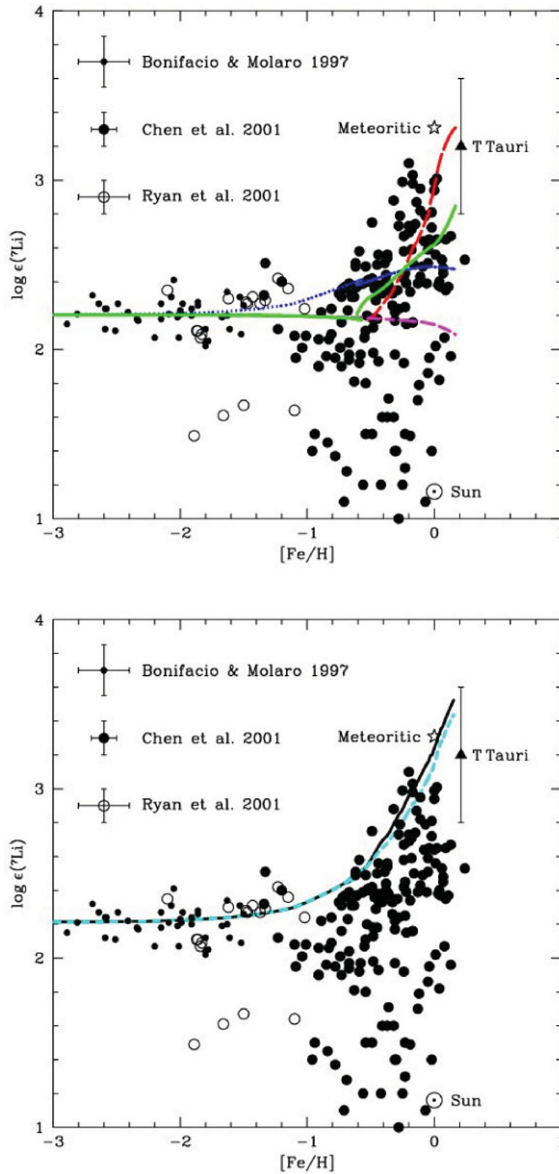 4
Bonifacio & Molaro 1997
Meteoritic
Chen et al. 2001
T Tauri
3
Ryan et al. 2001
log ε(⁷Li)
2
Sun
1
−3 −2 −1 0
[Fe/H]
4
Bonifacio & Molaro 1997
Meteoritic
Chen et al. 2001
T Tauri
3
Ryan et al. 2001
log ε(⁷Li)
2
Sun
1
−3 −2 −1 0
[Fe/H]